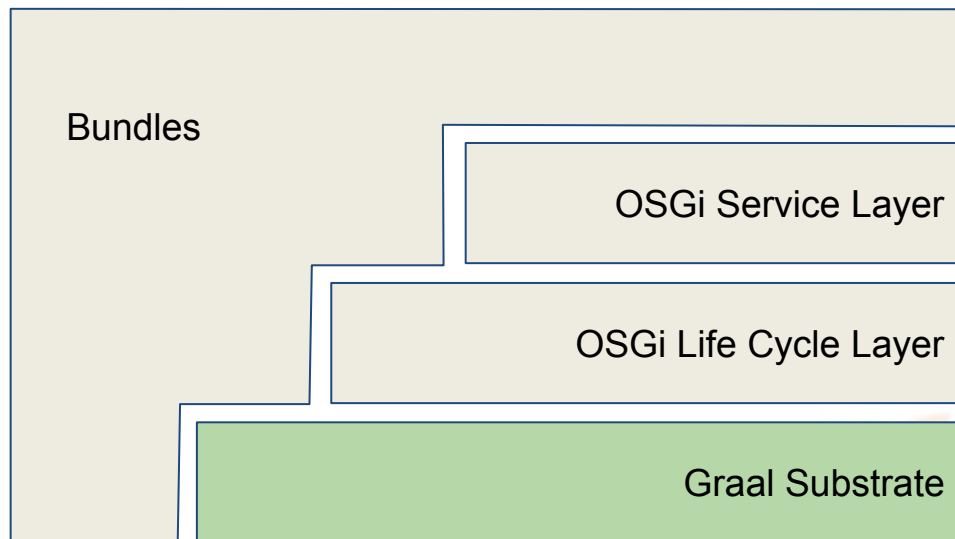 Bundles
OSGi Service Layer
OSGi Life Cycle Layer
Graal Substrate